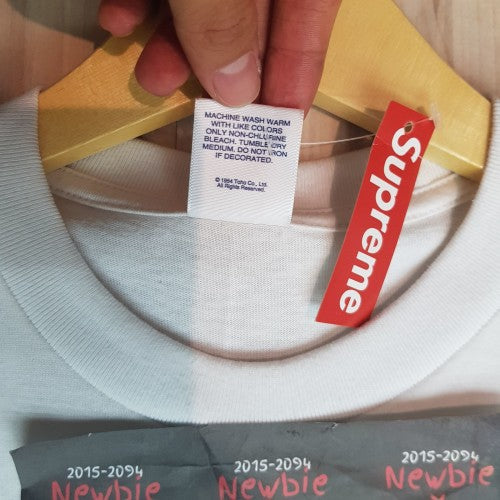 MACHINE WASH WARM
WITH LIKE COLORS
ONLY NON-CHLORINE
BLEACH. TUMBLE DRY
MEDIUM. DO NOT IRON
IF DECORATED.
© 1954 Toho Co., Ltd.
All Rights Reserved.
Supreme
2015-2094
Newbie
2015-2094
Newbie
2015-2094
Newbie